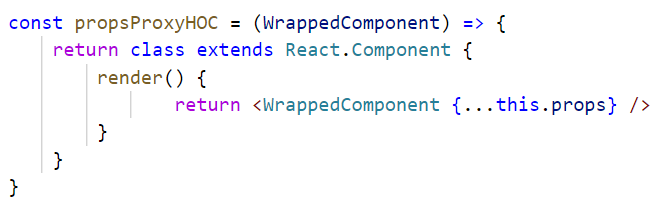 const propsProxyHOC = (WrappedComponent) => {
    return class extends React.Component {
        render() {
               return <WrappedComponent {...this.props} />
        }
    }
}